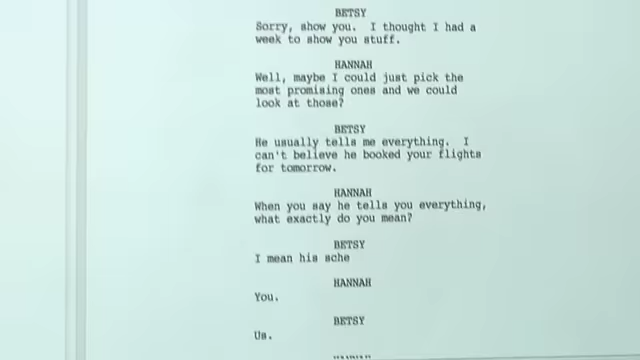 BETSY
Sorry, show you. I thought I had a
week to show you stuff.
HANNAH
Well, maybe I could just pick the
most promising ones and we could
look at those?
BETSY
He usually tells me everything. I
can't believe he booked your flights
for tomorrow.
HANNAH
When you say he tells you everything,
what exactly do you mean?
BETSY
I mean his sche
HANNAH
You.
BETSY
Us.